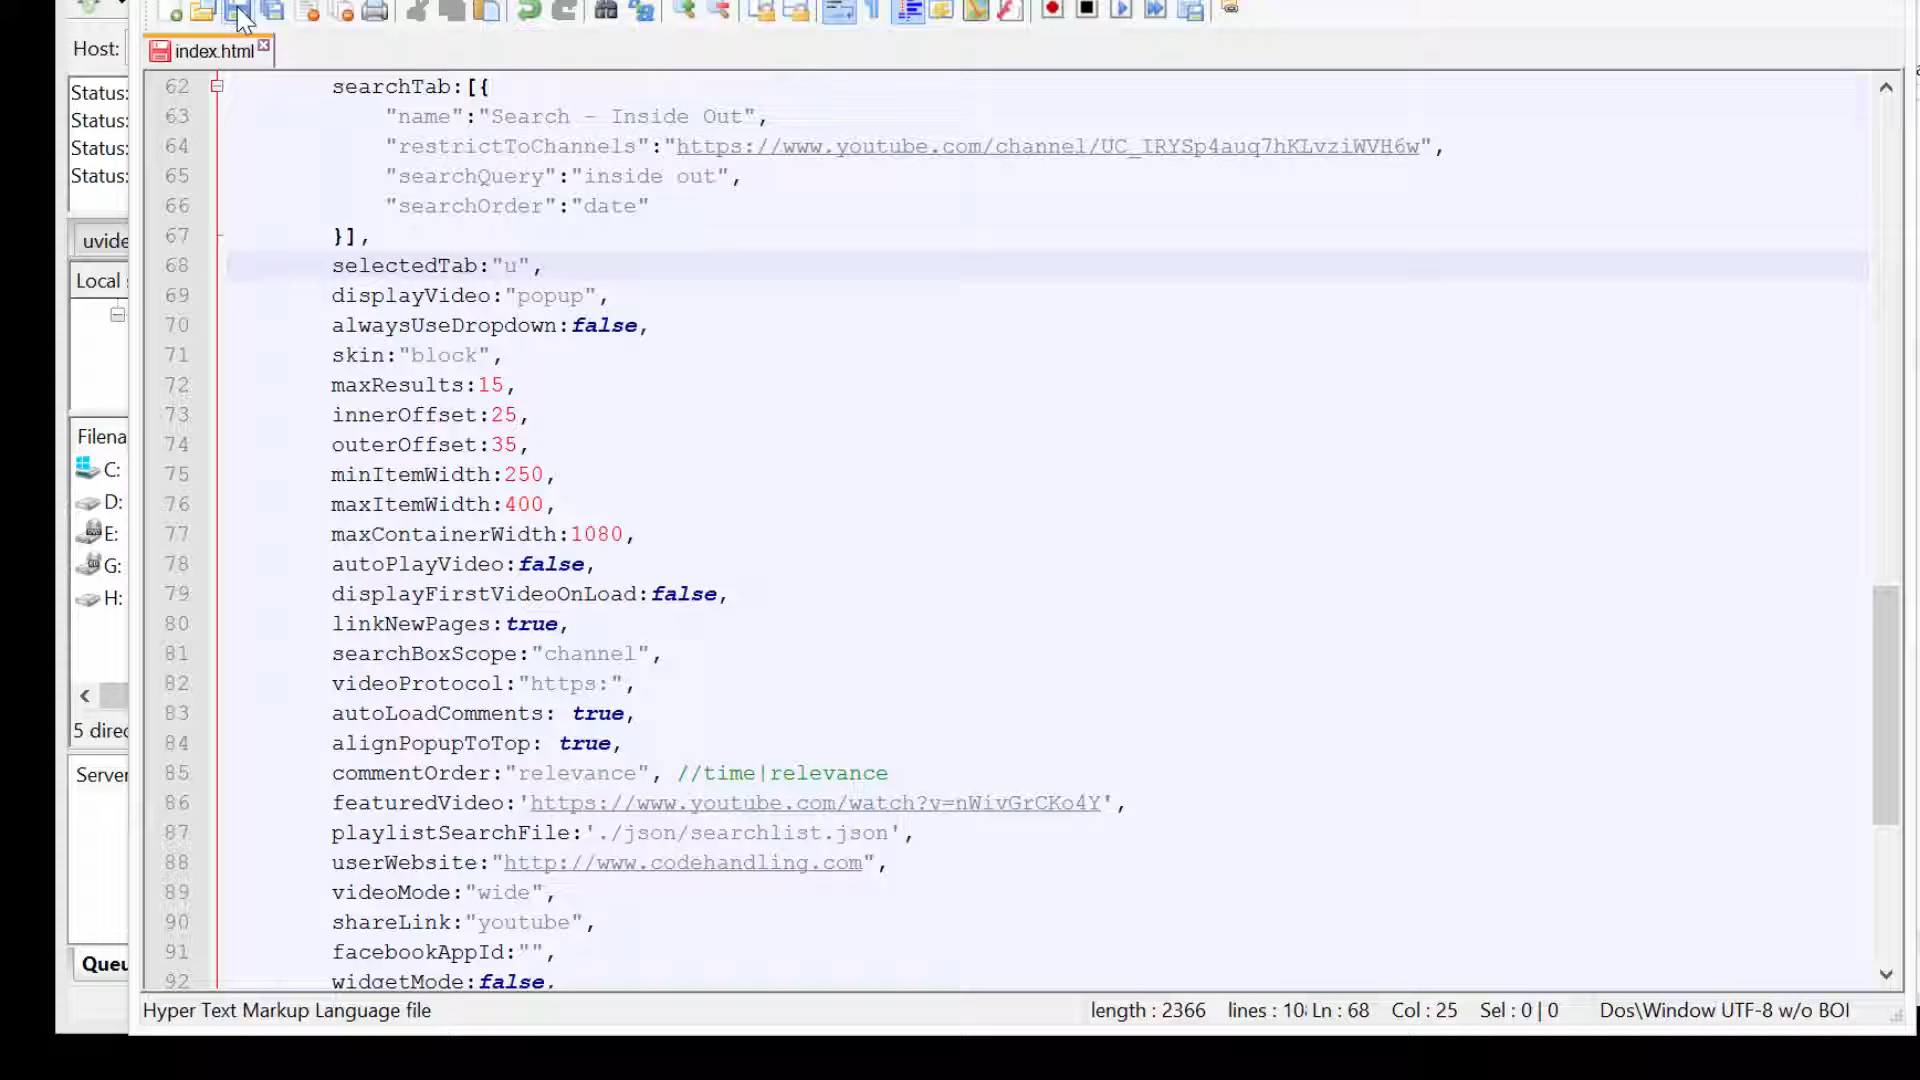 Host:
index.html
Status:
Status:
Status:
Status:
uvide
Local
Filena
C:
D:
E:
G:
H:
5 direc
Server
Queu
62 searchTab:[{
63 "name":"Search - Inside Out",
64 "restrictToChannels":"https://www.youtube.com/channel/UC_IRYSp4auq7hKLvziWVH6w",
65 "searchQuery":"inside out",
66 "searchOrder":"date"
67 }],
68 selectedTab:"u",
69 displayVideo:"popup",
70 alwaysUseDropdown:false,
71 skin:"block",
72 maxResults:15,
73 innerOffset:25,
74 outerOffset:35,
75 minItemWidth:250,
76 maxItemWidth:400,
77 maxContainerWidth:1080,
78 autoPlayVideo:false,
79 displayFirstVideoOnLoad:false,
80 linkNewPages:true,
81 searchBoxScope:"channel",
82 videoProtocol:"https:",
83 autoLoadComments: true,
84 alignPopupToTop: true,
85 commentOrder:"relevance", //time|relevance
86 featuredVideo:'https://www.youtube.com/watch?v=nWivGrCKo4Y',
87 playlistSearchFile:'./json/searchlist.json',
88 userWebsite:"http://www.codehandling.com",
89 videoMode:"wide",
90 shareLink:"youtube",
91 facebookAppId:"",
92 widgetMode:false,
Hyper Text Markup Language file length : 2366 lines : 10 Ln : 68 Col : 25 Sel : 0 | 0 Dos\Window UTF-8 w/o BOI